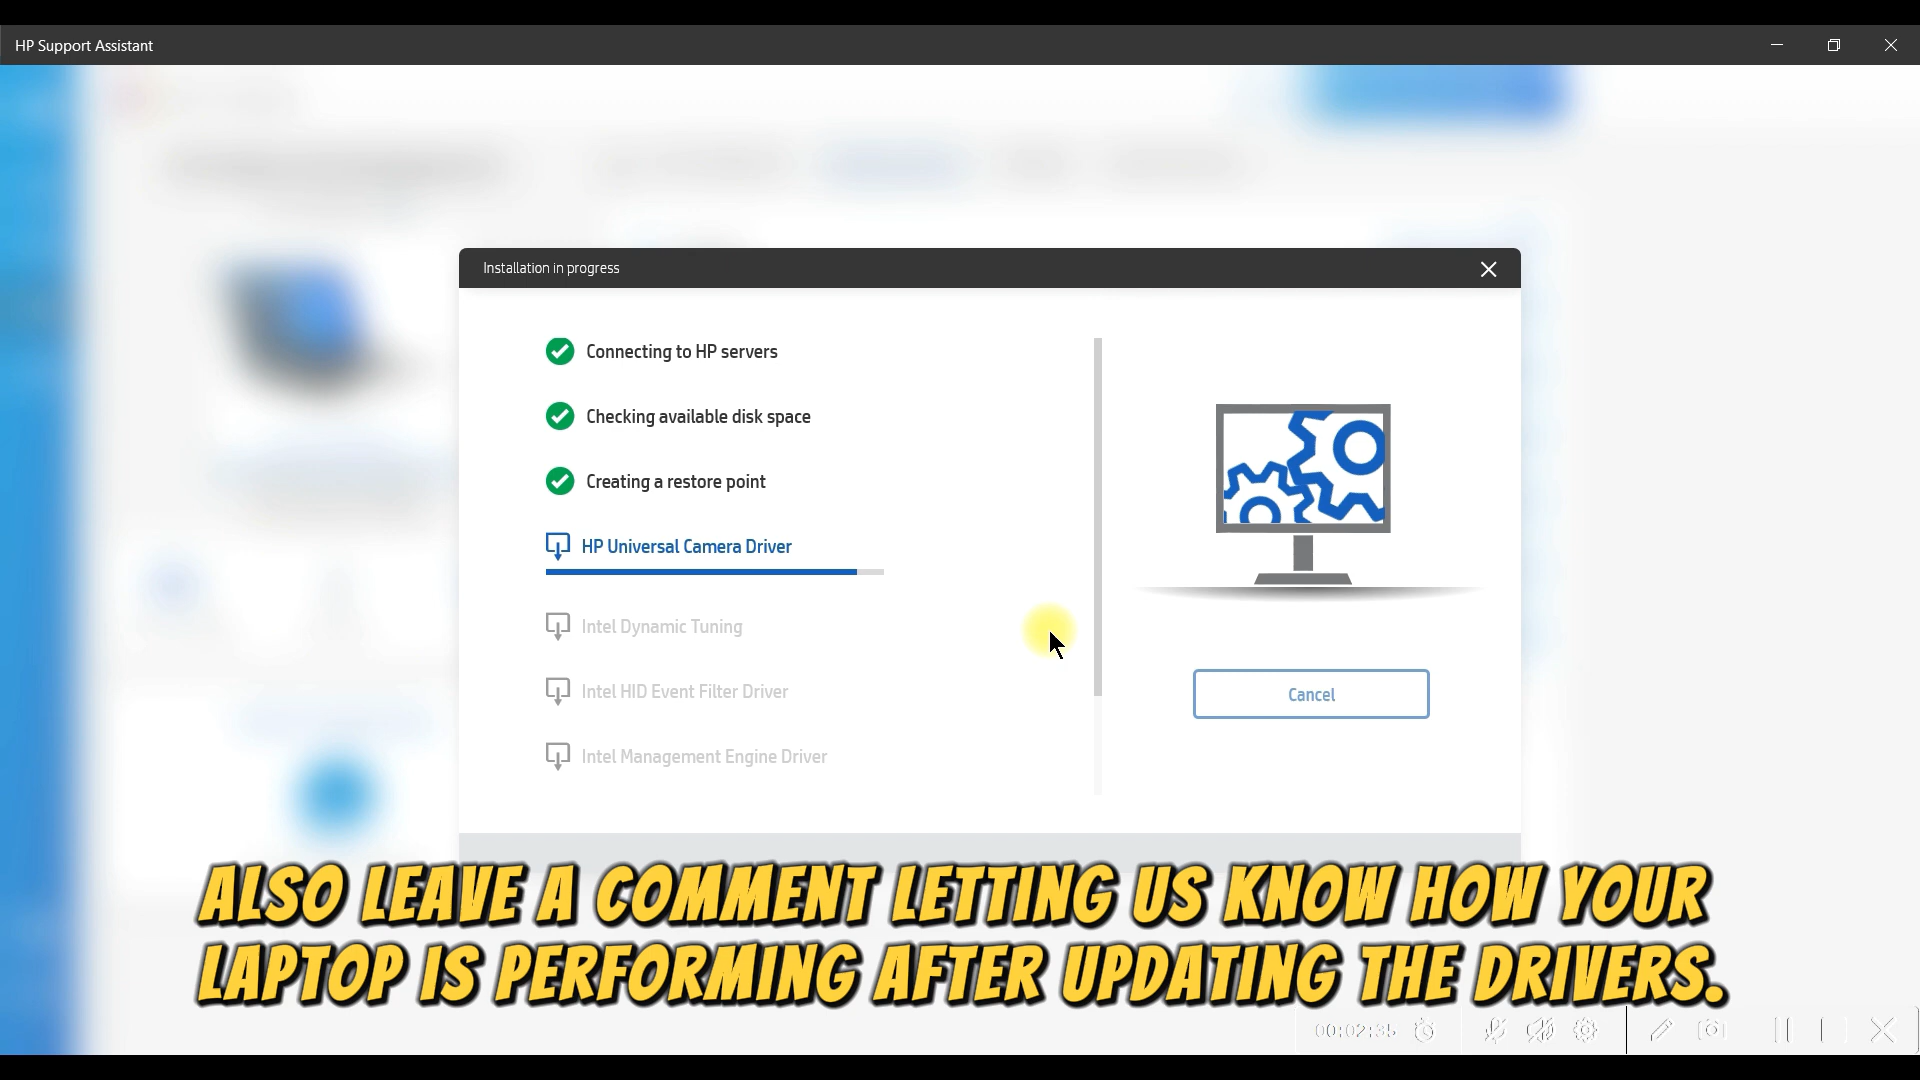 HP Support Assistant
Installation in progress
Connecting to HP servers
Checking available disk space
Creating a restore point
HP Universal Camera Driver
Intel Dynamic Tuning
Intel HID Event Filter Driver
Intel Management Engine Driver
Cancel
ALSO LEAVE A COMMENT LETTING US KNOW HOW YOUR
LAPTOP IS PERFORMING AFTER UPDATING THE DRIVERS.
00:02:35